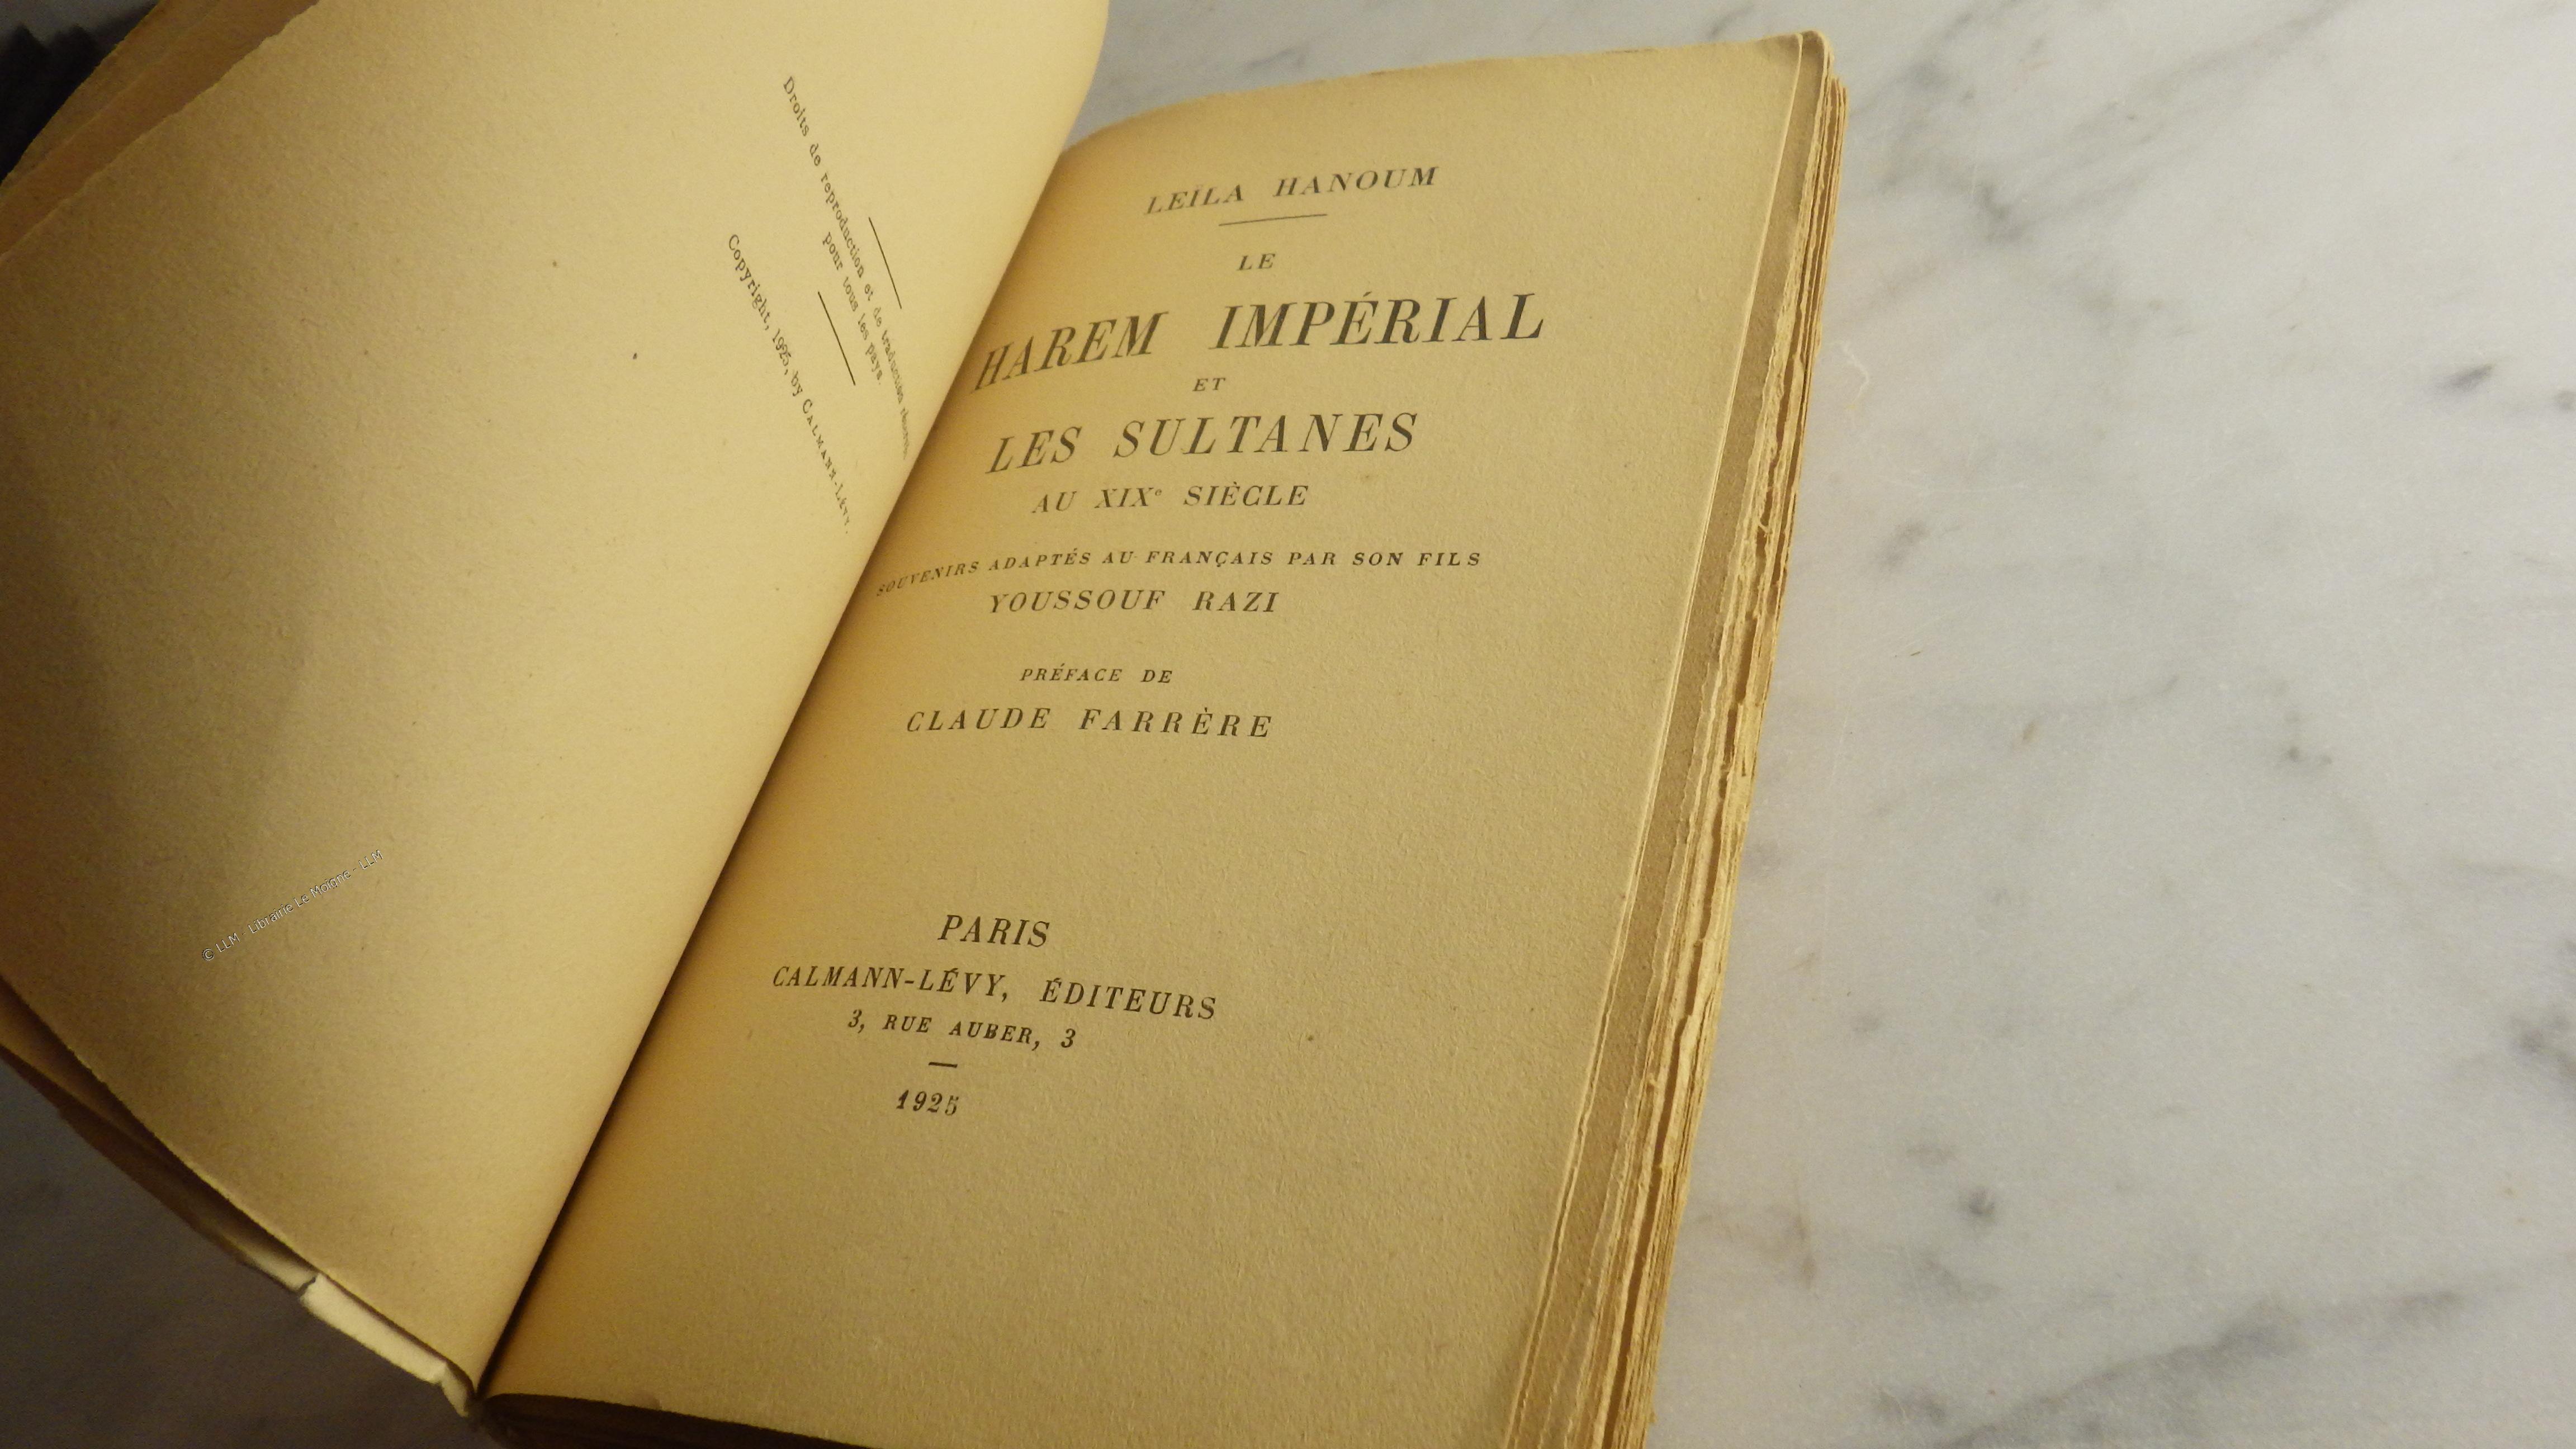 Droits de reproduction et de traduction réservés
pour tous les pays.
Copyright, 1925, by CALMANN-LÉVY.
© LLM - Librairie Le Moigne - LLM
LEÏLA HANOUM
LE
HAREM IMPÉRIAL
ET
LES SULTANES
AU XIXe SIÈCLE
SOUVENIRS ADAPTÉS AU FRANÇAIS PAR SON FILS
YOUSSOUF RAZI
PRÉFACE DE
CLAUDE FARRÈRE
PARIS
CALMANN-LÉVY, ÉDITEURS
3, RUE AUBER, 3
1925